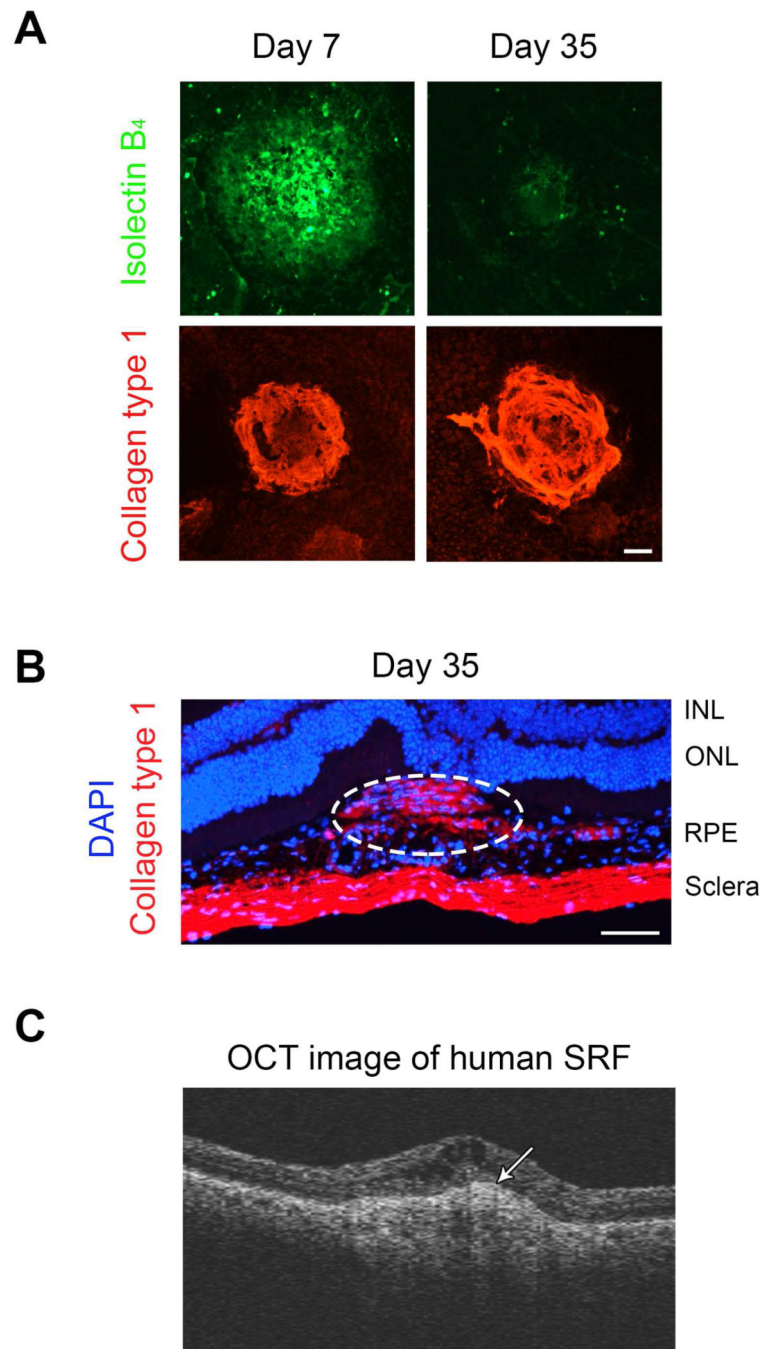 A
Day 7
Day 35
Isolectin B₄
Collagen type 1
B
Day 35
DAPI
Collagen type 1
INL
ONL
RPE
Sclera
C
OCT image of human SRF